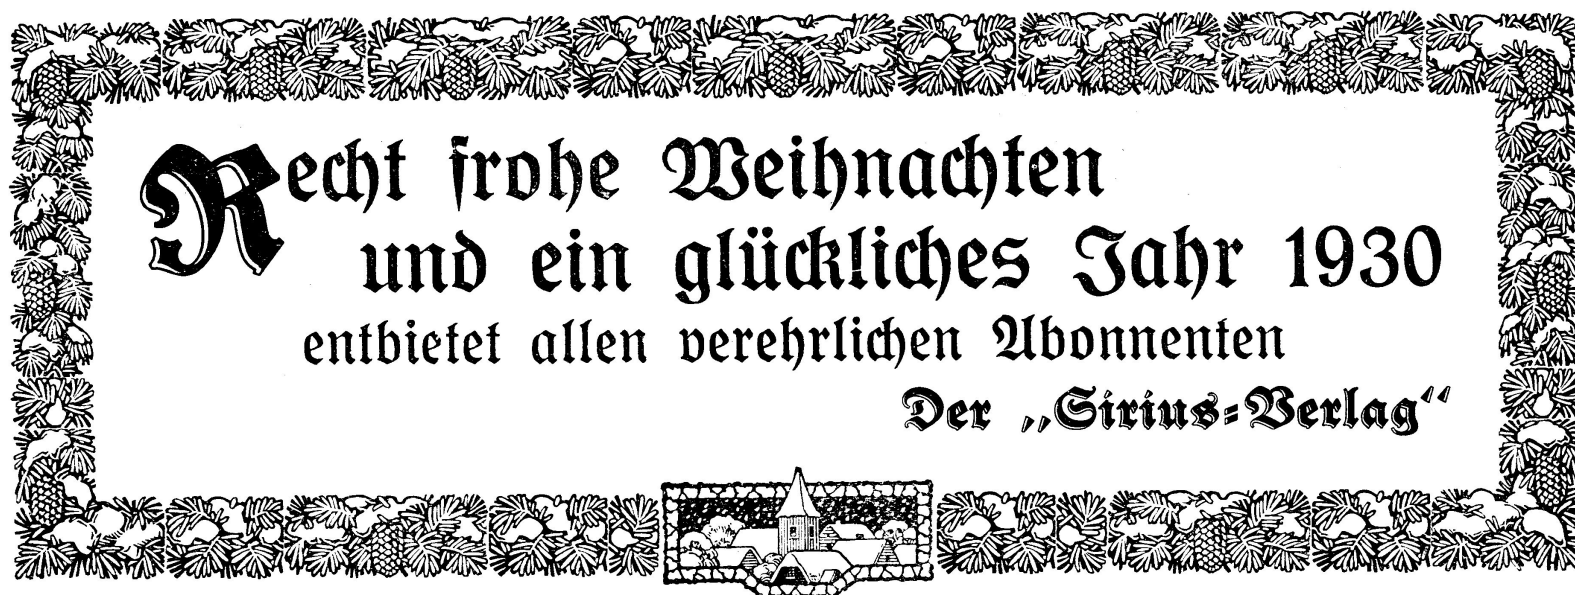 Recht frohe Weihnachten
und ein glückliches Jahr 1930
entbietet allen verehrlichen Abonnenten
Der „Sirius=Verlag“